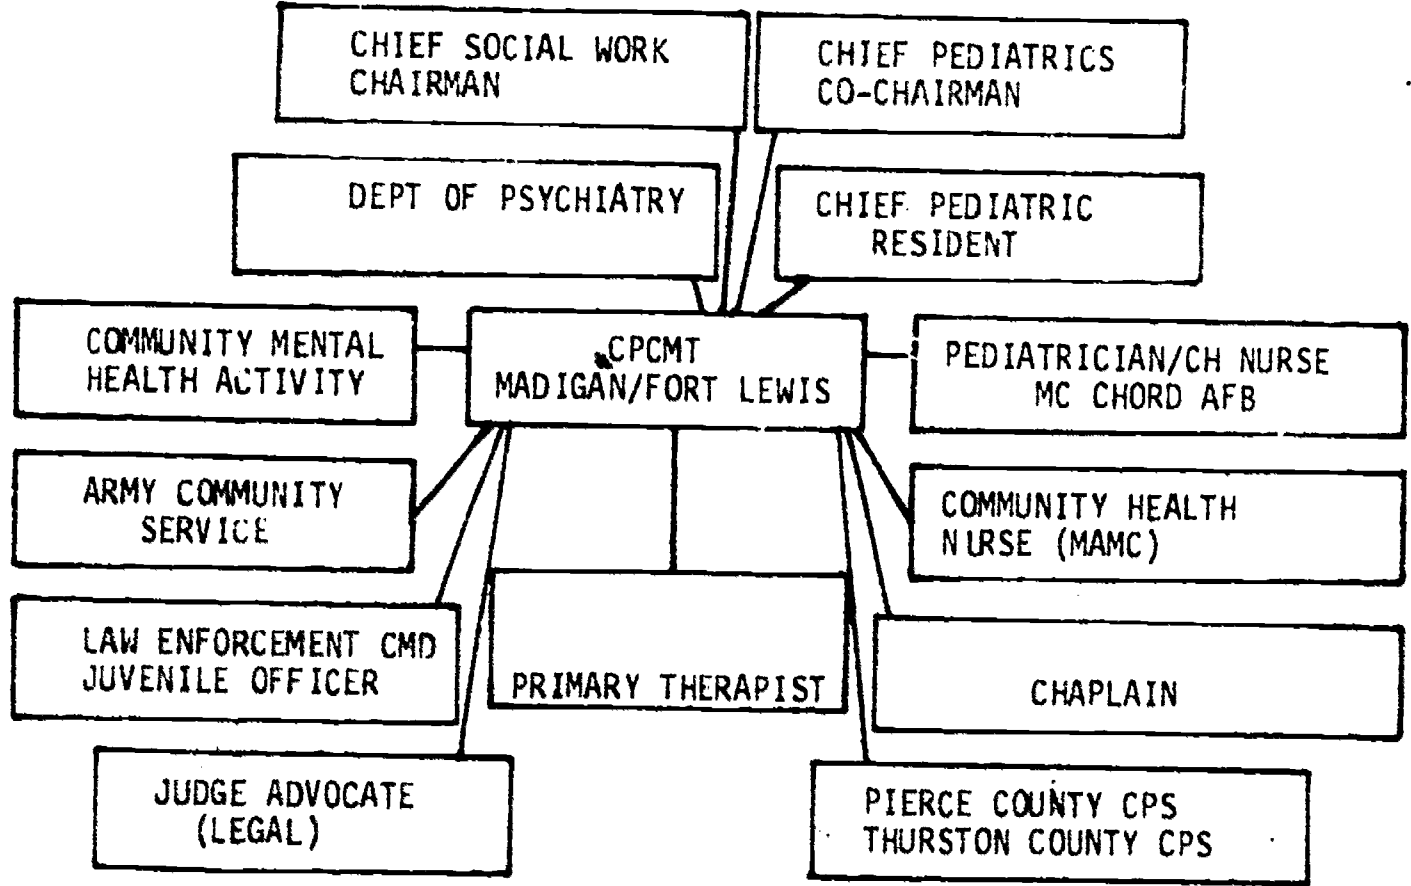 CHIEF SOCIAL WORK
CHAIRMAN
CHIEF PEDIATRICS
CO-CHAIRMAN
DEPT OF PSYCHIATRY
CHIEF PEDIATRIC
RESIDENT
COMMUNITY MENTAL
HEALTH ACTIVITY
CPCMT
MADIGAN/FORT LEWIS
PEDIATRICIAN/CH NURSE
MC CHORD AFB
ARMY COMMUNITY
SERVICE
COMMUNITY HEALTH
NURSE (MAMC)
LAW ENFORCEMENT CMD
JUVENILE OFFICER
PRIMARY THERAPIST
CHAPLAIN
JUDGE ADVOCATE
(LEGAL)
PIERCE COUNTY CPS
THURSTON COUNTY CPS